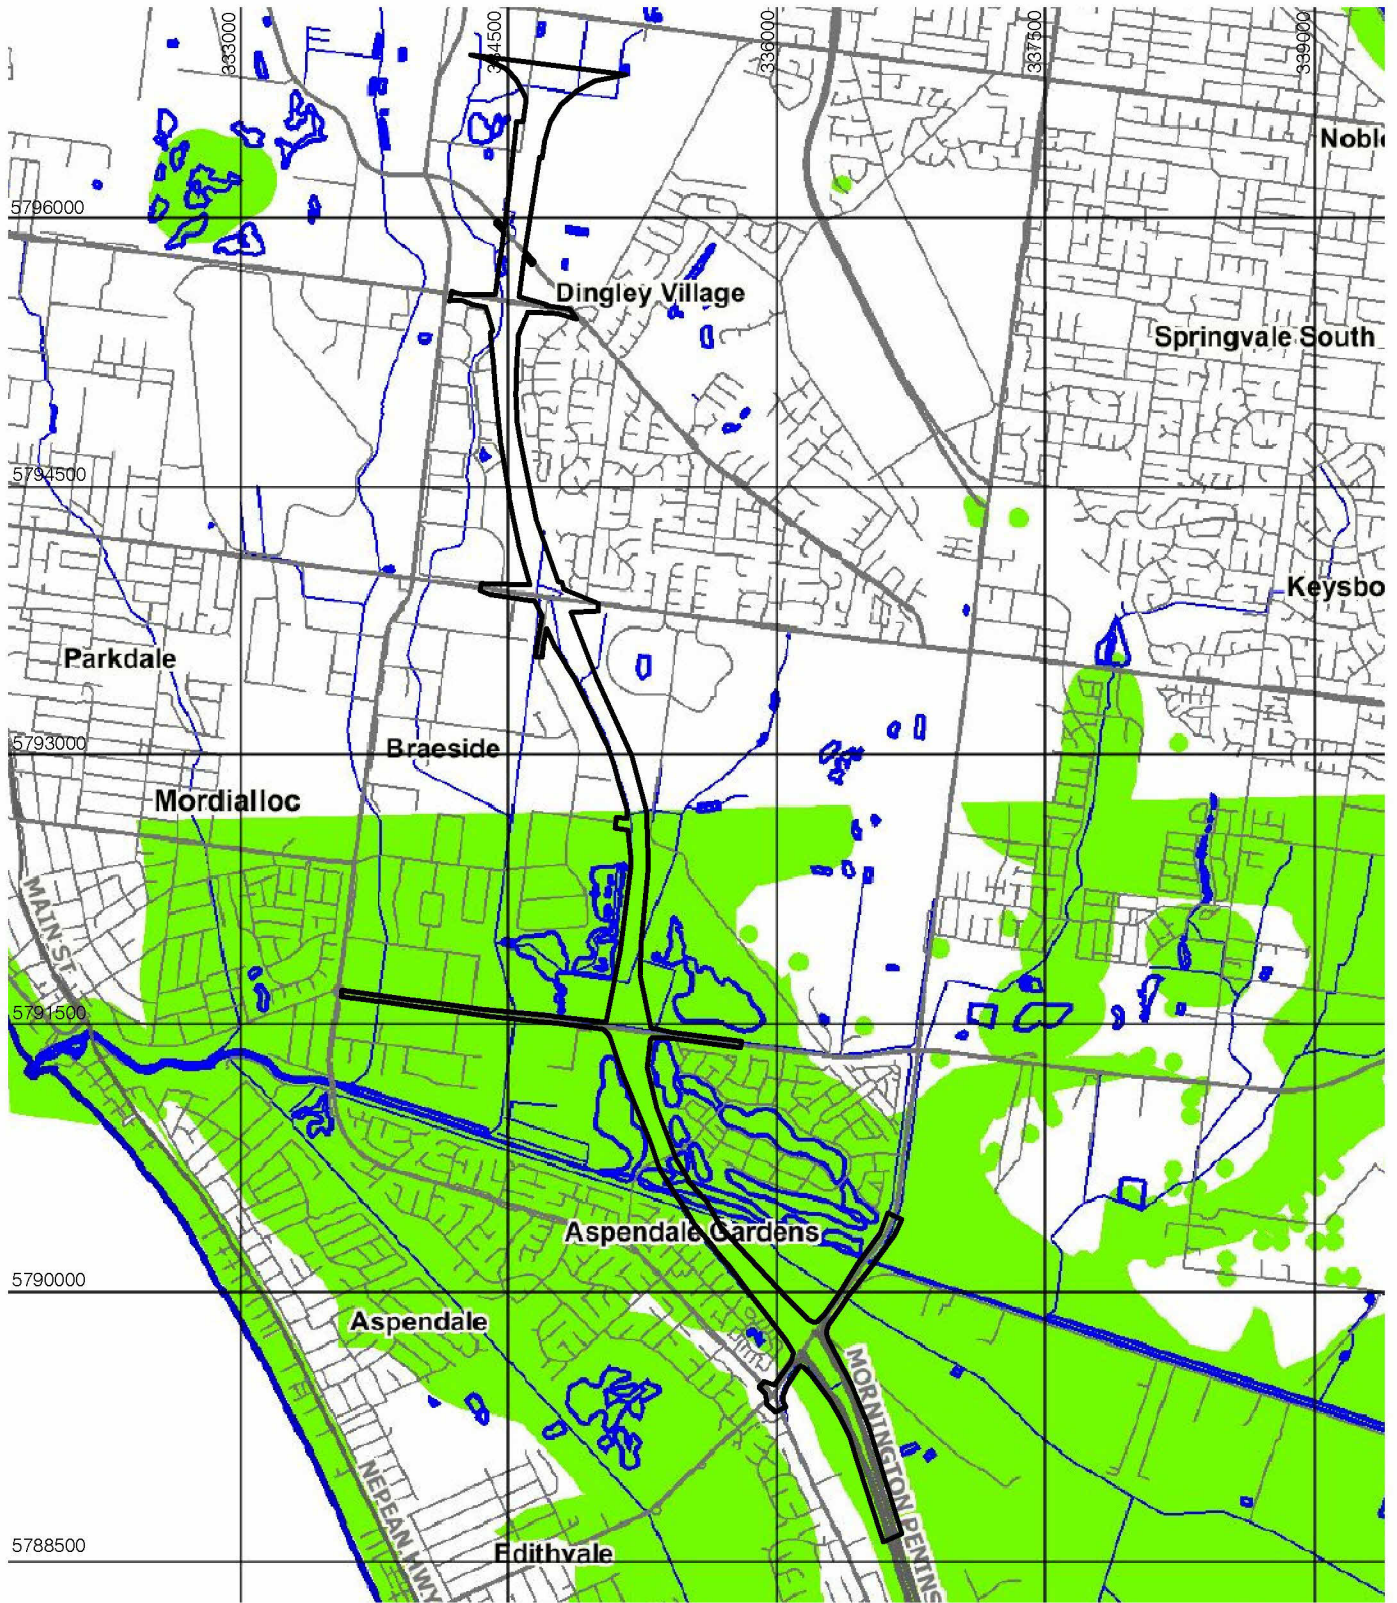 333000
334500
336000
337500
339000
Noble
5796000
Dingley Village
Springvale South
5794500
Keysbo
Parkdale
5793000
Braeside
Mordialloc
MAIN ST
5791500
Aspendale Gardens
5790000
Aspendale
MORNINGTON PENINS
NEPEAN HWY
5788500
Edithvale